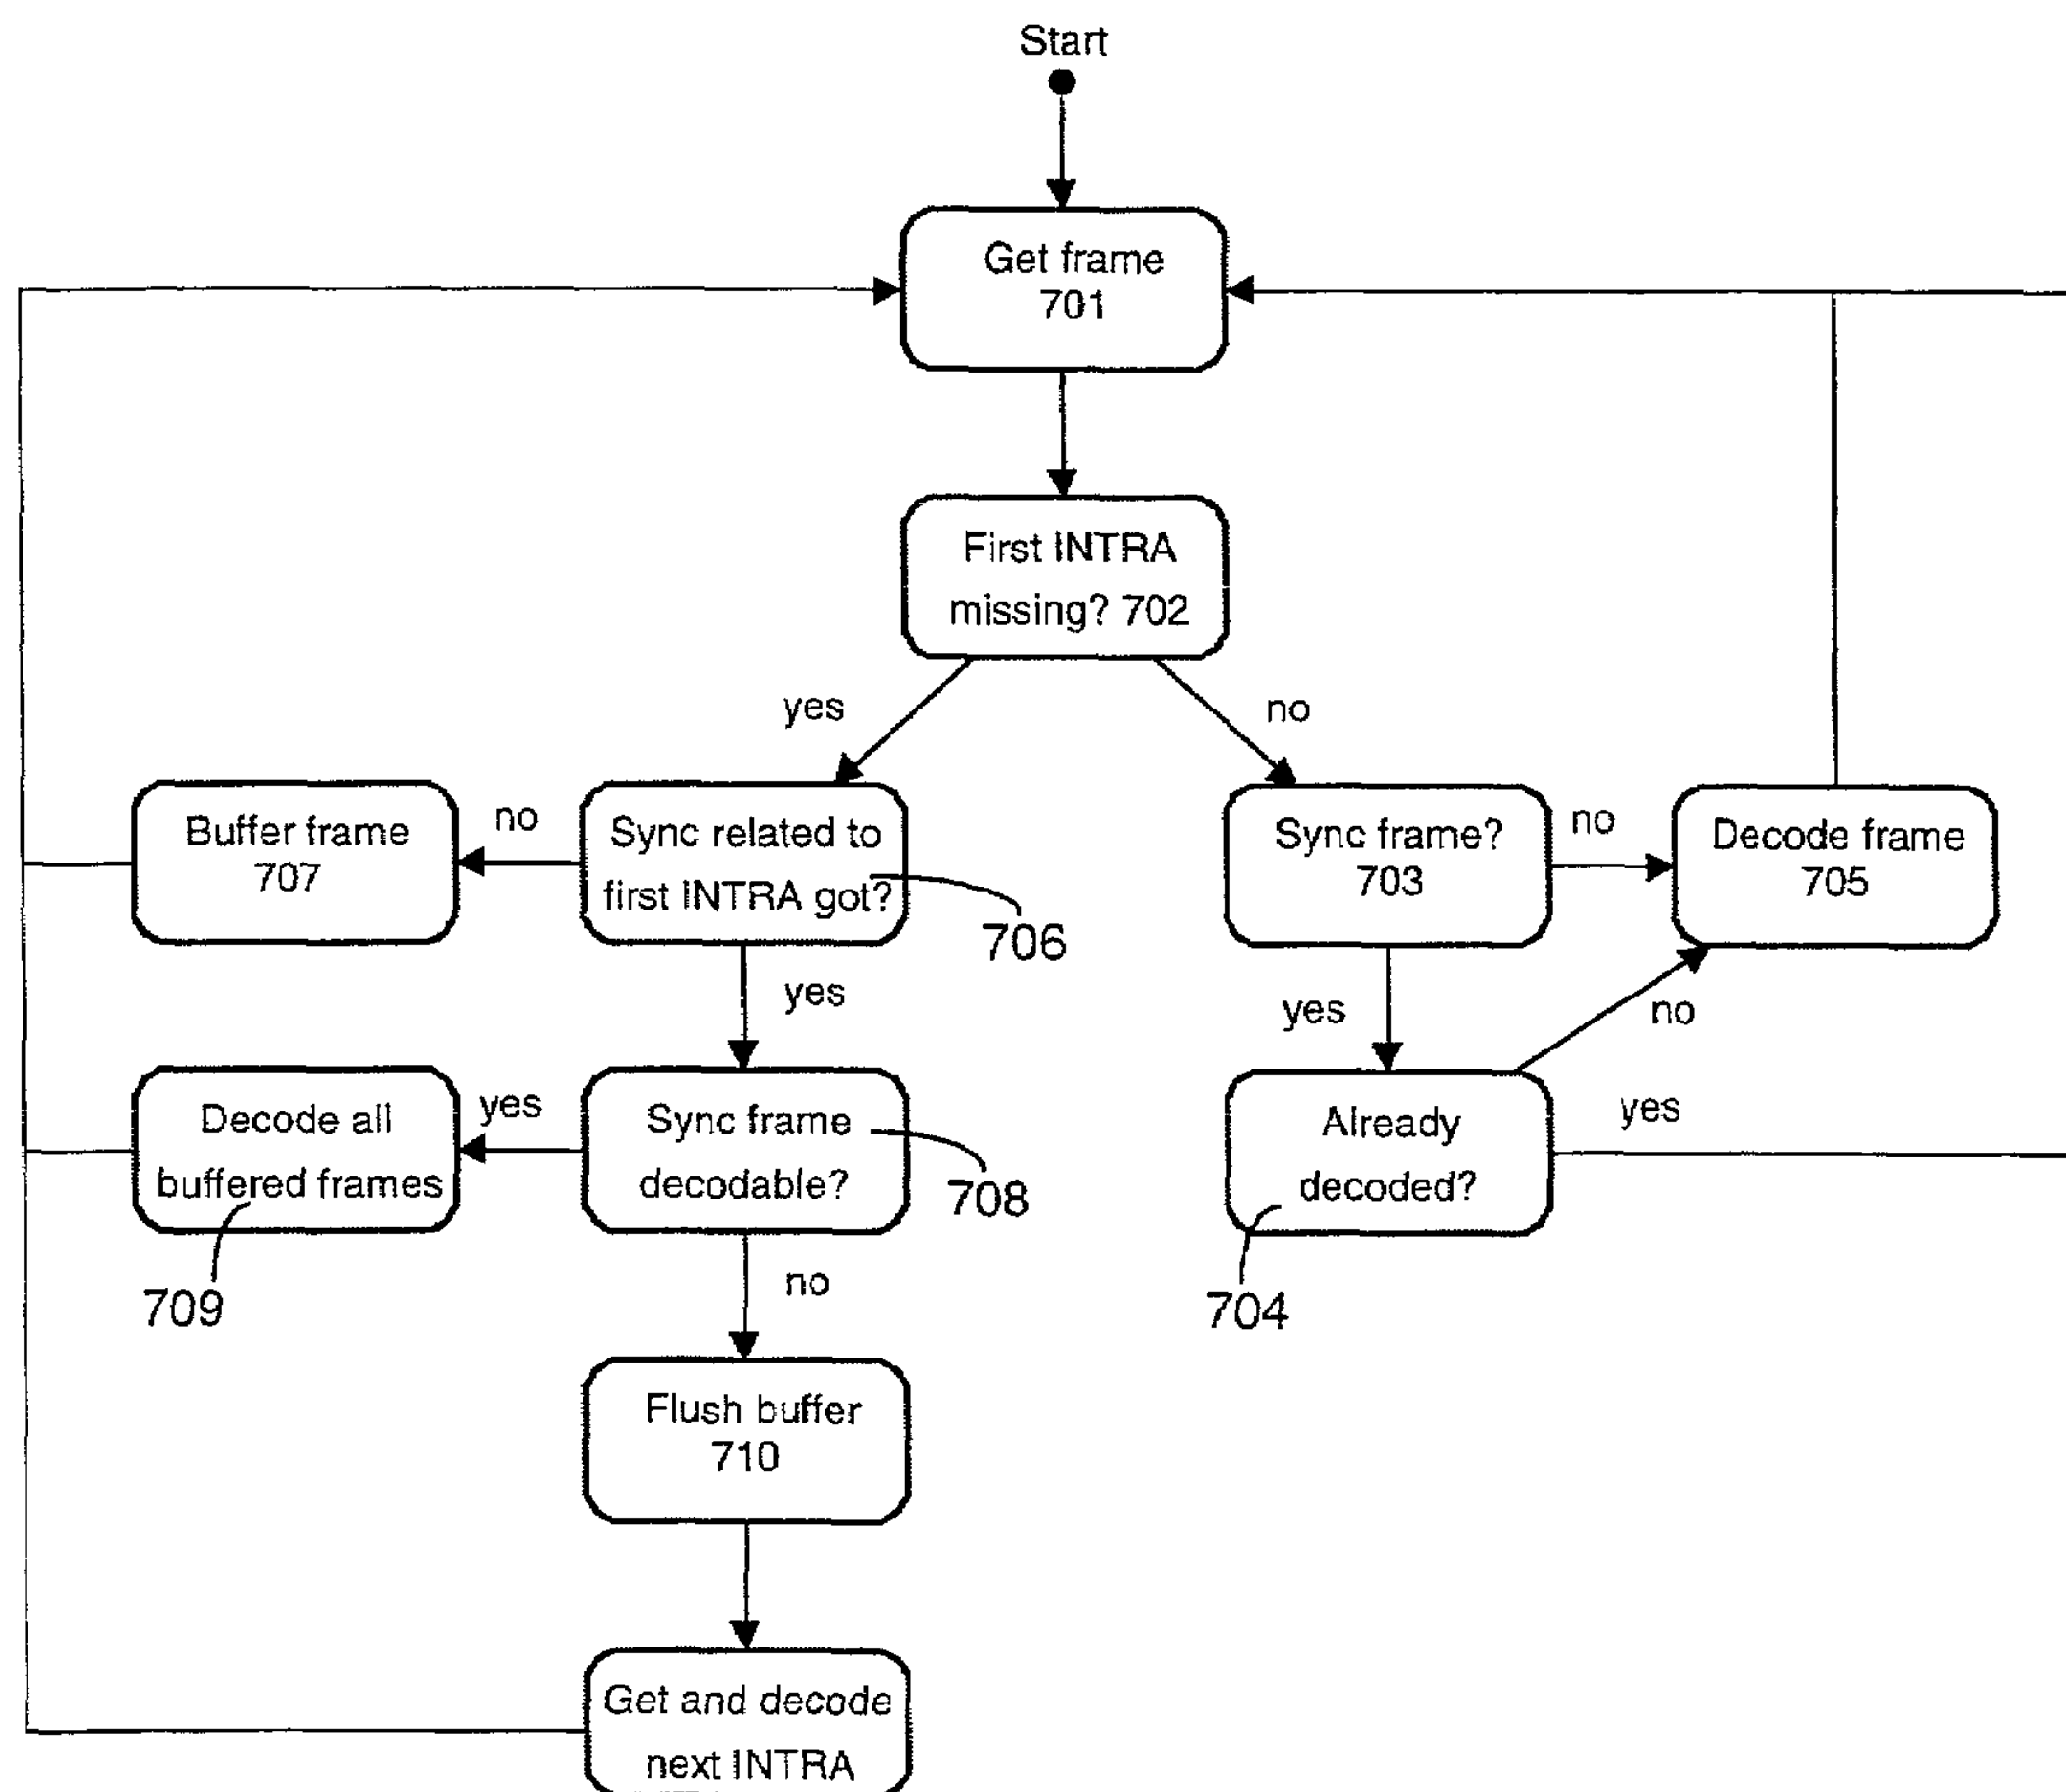 Start
Get frame
701
First INTRA
missing? 702
yes
no
Buffer frame
707
no
Sync related to
first INTRA got?
706
Sync frame?
703
no
Decode frame
705
yes
yes
no
Decode all
buffered frames
709
yes
Sync frame
decodable?
708
Already
decoded?
704
yes
no
Flush buffer
710
Get and decode
next INTRA